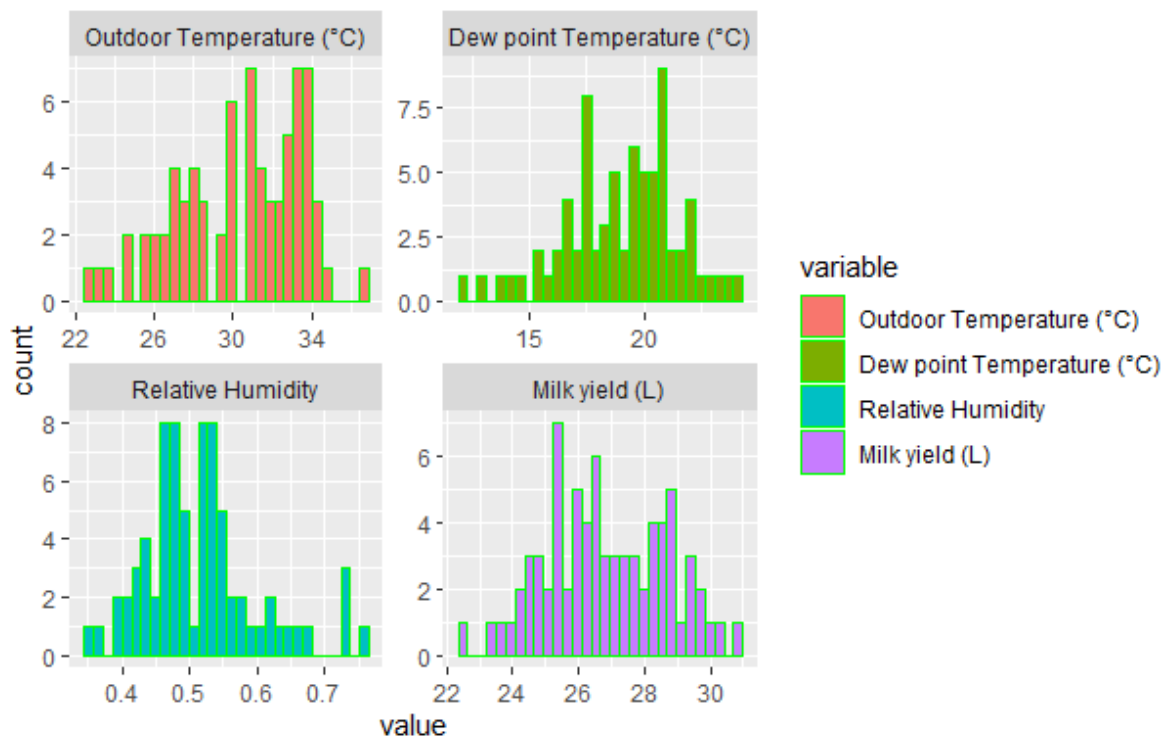 Outdoor Temperature (°C)
Dew point Temperature (°C)
6
4
2
0
22 26 30 34
7.5
5.0
2.5
0.0
15 20
count
Relative Humidity
Milk yield (L)
8
6
4
2
0
0.4 0.5 0.6 0.7
6
4
2
0
22 24 26 28 30
value
variable
Outdoor Temperature (°C)
Dew point Temperature (°C)
Relative Humidity
Milk yield (L)